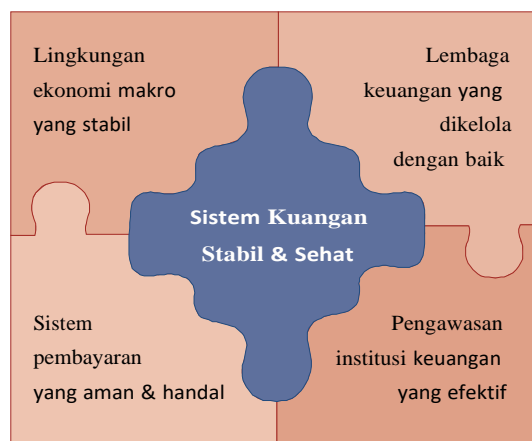 Lingkungan
ekonomi makro
yang stabil
Lembaga
keuangan yang
dikelola
dengan baik
Sistem Kuangan
Stabil & Sehat
Sistem
pembayaran
yang aman & handal
Pengawasan
institusi keuangan
yang efektif